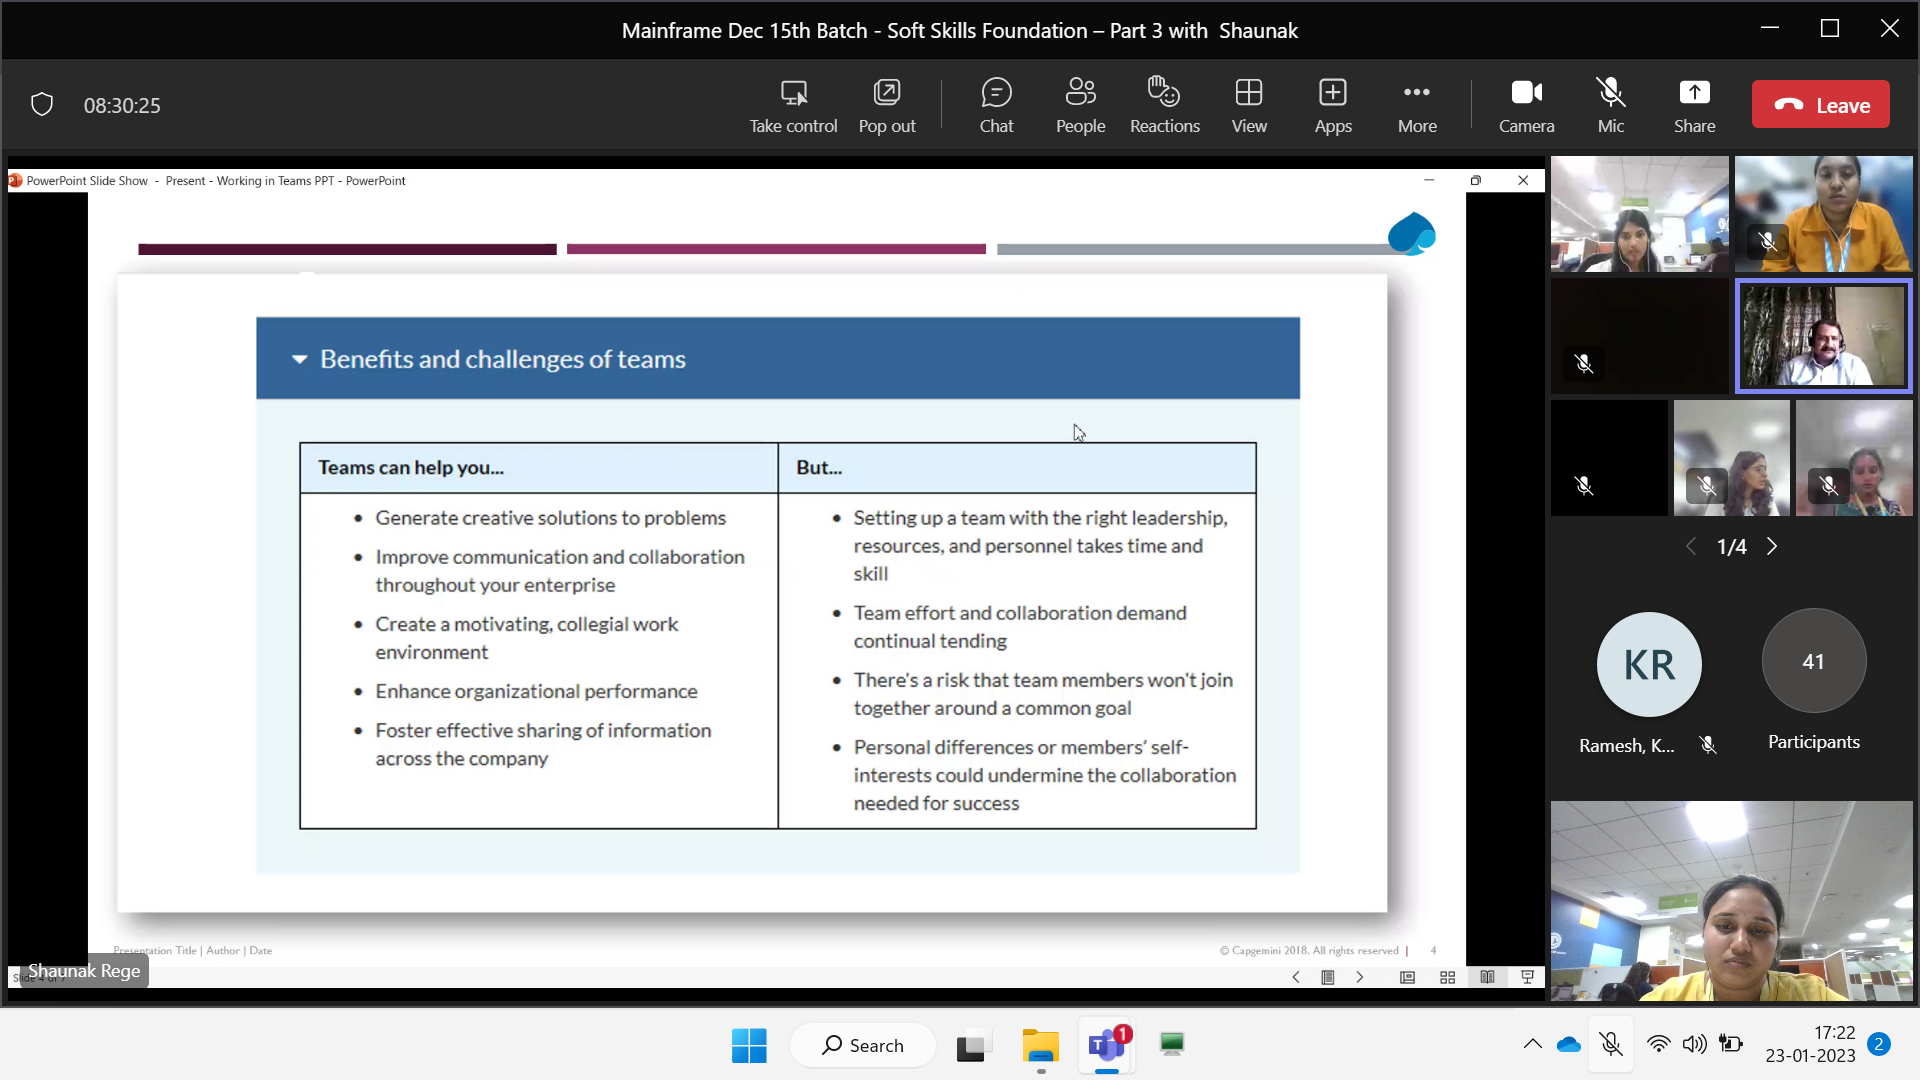 Mainframe Dec 15th Batch - Soft Skills Foundation – Part 3 with Shaunak
08:30:25
Take control
Pop out
Chat
People
Reactions
View
Apps
More
Camera
Mic
Share
Leave
PowerPoint Slide Show - Present - Working in Teams PPT - PowerPoint
Benefits and challenges of teams
Teams can help you...
• Generate creative solutions to problems
• Improve communication and collaboration
throughout your enterprise
• Create a motivating, collegial work
environment
• Enhance organizational performance
• Foster effective sharing of information
across the company
But...
• Setting up a team with the right leadership,
resources, and personnel takes time and
skill
• Team effort and collaboration demand
continual tending
• There's a risk that team members won't join
together around a common goal
• Personal differences or members' self-
interests could undermine the collaboration
needed for success
Presentation Title | Author | Date
© Capgemini 2018. All rights reserved | 4
Shaunak Rege
1/4
KR
Ramesh, K...
41
Participants
Search
T
1
17:22
23-01-2023
2